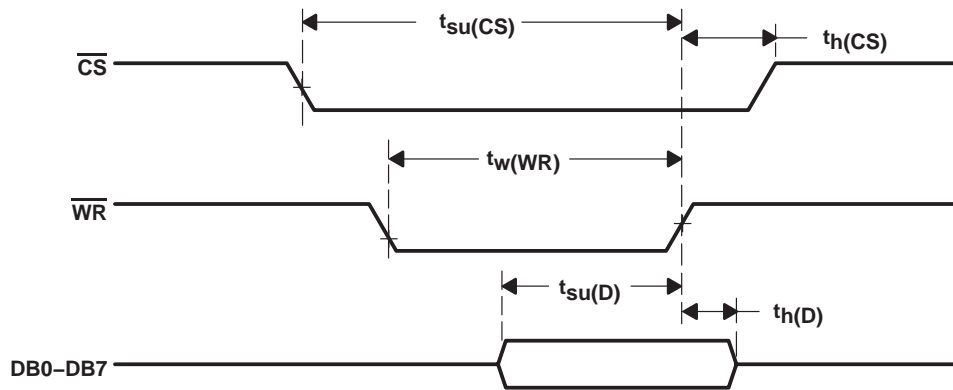 tsu(CS)
th(CS)
CS
tw(WR)
WR
tsu(D)
th(D)
DB0–DB7